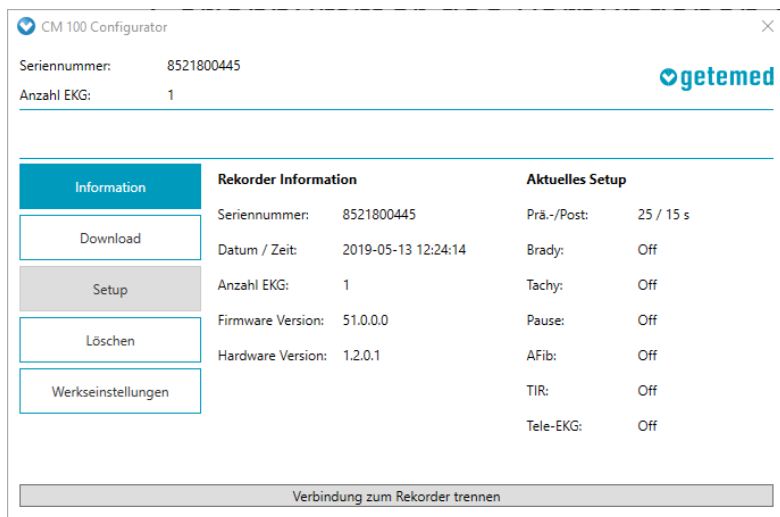 CM 100 Configurator
Seriennummer: 8521800445
Anzahl EKG: 1
getemed
Information
Download
Setup
Löschen
Werkseinstellungen
Rekorder Information
Seriennummer: 8521800445
Datum / Zeit: 2019-05-13 12:24:14
Anzahl EKG: 1
Firmware Version: 51.0.0.0
Hardware Version: 1.2.0.1
Aktuelles Setup
Prä.-/Post: 25 / 15 s
Brady: Off
Tachy: Off
Pause: Off
AFib: Off
TIR: Off
Tele-EKG: Off
Verbindung zum Rekorder trennen